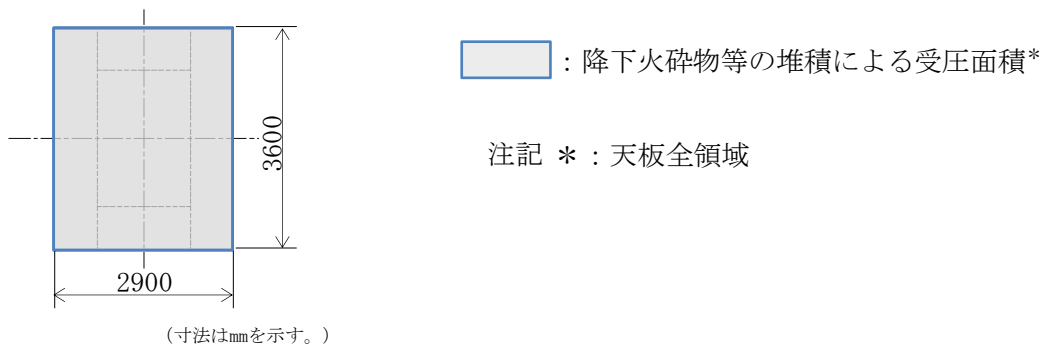 ：降下火砕物等の堆積による受圧面積*
3600
注記 ＊：天板全領域
2900
(寸法は㎜を示す。)